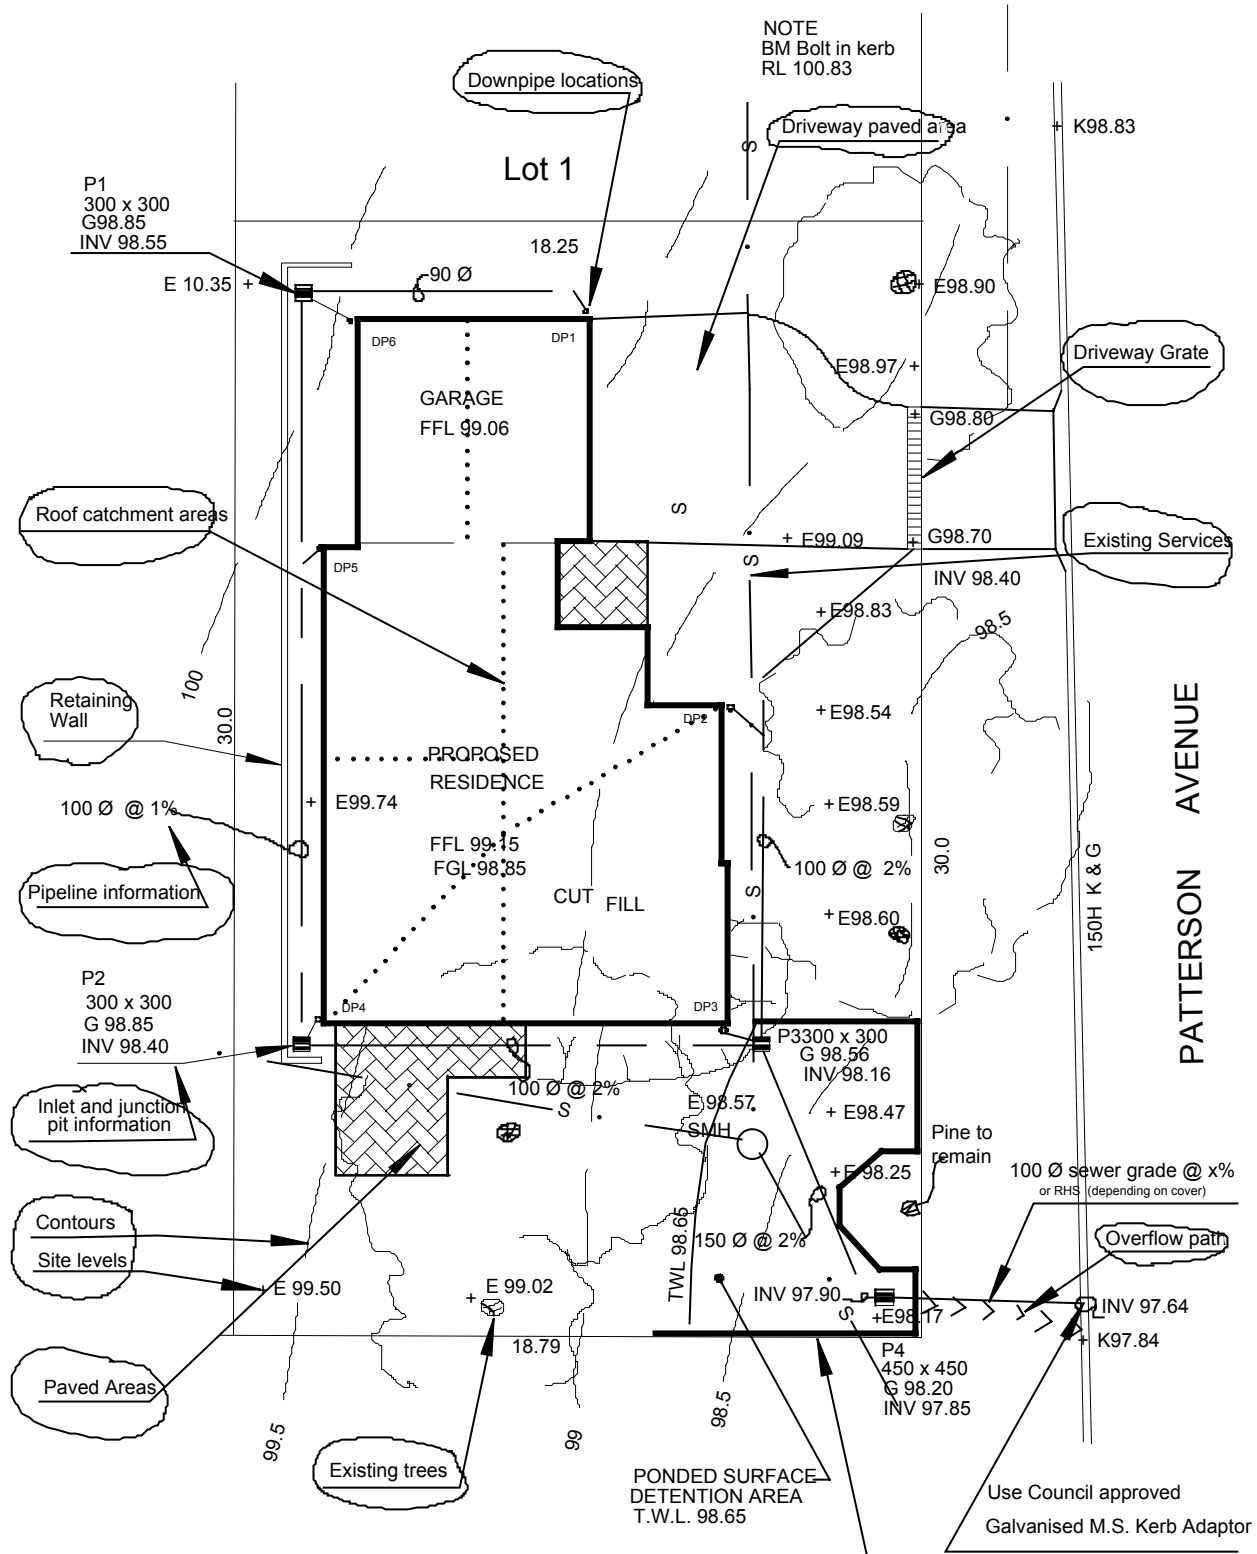 NOTE
BM Bolt in kerb
RL 100.83
Downpipe locations
Driveway paved area
K98.83
S
Lot 1
P1
300 x 300
G98.85
INV 98.55
18.25
E 10.35
90 Ø
E98.90
DP6
DP1
Driveway Grate
E98.97
GARAGE
FFL 99.06
G98.80
Roof catchment areas
S
E99.09
G98.70
Existing Services
DP5
S
INV 98.40
E98.83
98.5
100
Retaining
Wall
30.0
DP2
E98.54
PATTERSON AVENUE
PROPOSED
RESIDENCE
E99.74
E98.59
100 Ø @ 1%
FFL 99.15
FGL 98.85
100 Ø @ 2%
30.0
150H K & G
Pipeline information
CUT
FILL
S
E98.60
P2
300 x 300
G 98.85
INV 98.40
DP4
DP3
P3300 x 300
G 98.56
INV 98.16
100 Ø @ 2%
S
E 98.57
SMH
E98.47
Inlet and junction
pit information
Pine to
remain
E 98.25
100 Ø sewer grade @ x%
or RHS (depending on cover)
Contours
Site levels
TWL 98.65
150 Ø @ 2%
Overflow path
E 99.50
E 99.02
INV 97.90
S
E98.17
INV 97.64
K97.84
18.79
P4
450 x 450
G 98.20
INV 97.85
Paved Areas
99.5
99
98.5
Existing trees
PONDED SURFACE
DETENTION AREA
T.W.L. 98.65
Use Council approved
Galvanised M.S. Kerb Adaptor